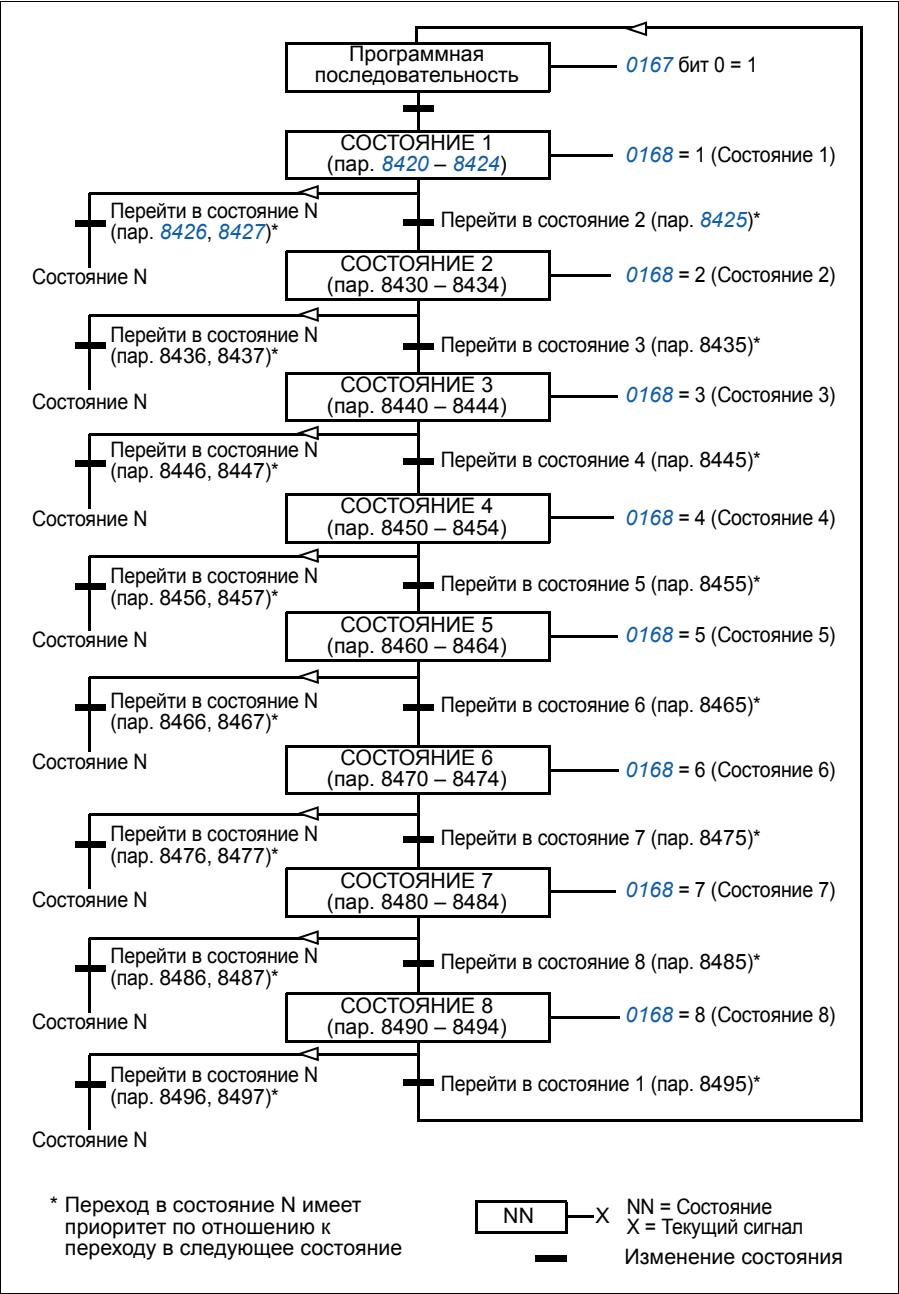 Программная
последовательность
0167 бит 0 = 1
СОСТОЯНИЕ 1
(пар. 8420 – 8424)
0168 = 1 (Состояние 1)
Перейти в состояние N
(пар. 8426, 8427)*
Перейти в состояние 2 (пар. 8425)*
Состояние N
СОСТОЯНИЕ 2
(пар. 8430 – 8434)
0168 = 2 (Состояние 2)
Перейти в состояние N
(пар. 8436, 8437)*
Перейти в состояние 3 (пар. 8435)*
Состояние N
СОСТОЯНИЕ 3
(пар. 8440 – 8444)
0168 = 3 (Состояние 3)
Перейти в состояние N
(пар. 8446, 8447)*
Перейти в состояние 4 (пар. 8445)*
Состояние N
СОСТОЯНИЕ 4
(пар. 8450 – 8454)
0168 = 4 (Состояние 4)
Перейти в состояние N
(пар. 8456, 8457)*
Перейти в состояние 5 (пар. 8455)*
Состояние N
СОСТОЯНИЕ 5
(пар. 8460 – 8464)
0168 = 5 (Состояние 5)
Перейти в состояние N
(пар. 8466, 8467)*
Перейти в состояние 6 (пар. 8465)*
Состояние N
СОСТОЯНИЕ 6
(пар. 8470 – 8474)
0168 = 6 (Состояние 6)
Перейти в состояние N
(пар. 8476, 8477)*
Перейти в состояние 7 (пар. 8475)*
Состояние N
СОСТОЯНИЕ 7
(пар. 8480 – 8484)
0168 = 7 (Состояние 7)
Перейти в состояние N
(пар. 8486, 8487)*
Перейти в состояние 8 (пар. 8485)*
Состояние N
СОСТОЯНИЕ 8
(пар. 8490 – 8494)
0168 = 8 (Состояние 8)
Перейти в состояние N
(пар. 8496, 8497)*
Перейти в состояние 1 (пар. 8495)*
Состояние N
* Переход в состояние N имеет
приоритет по отношению к
переходу в следующее состояние
NN
X
NN = Состояние
X = Текущий сигнал
Изменение состояния